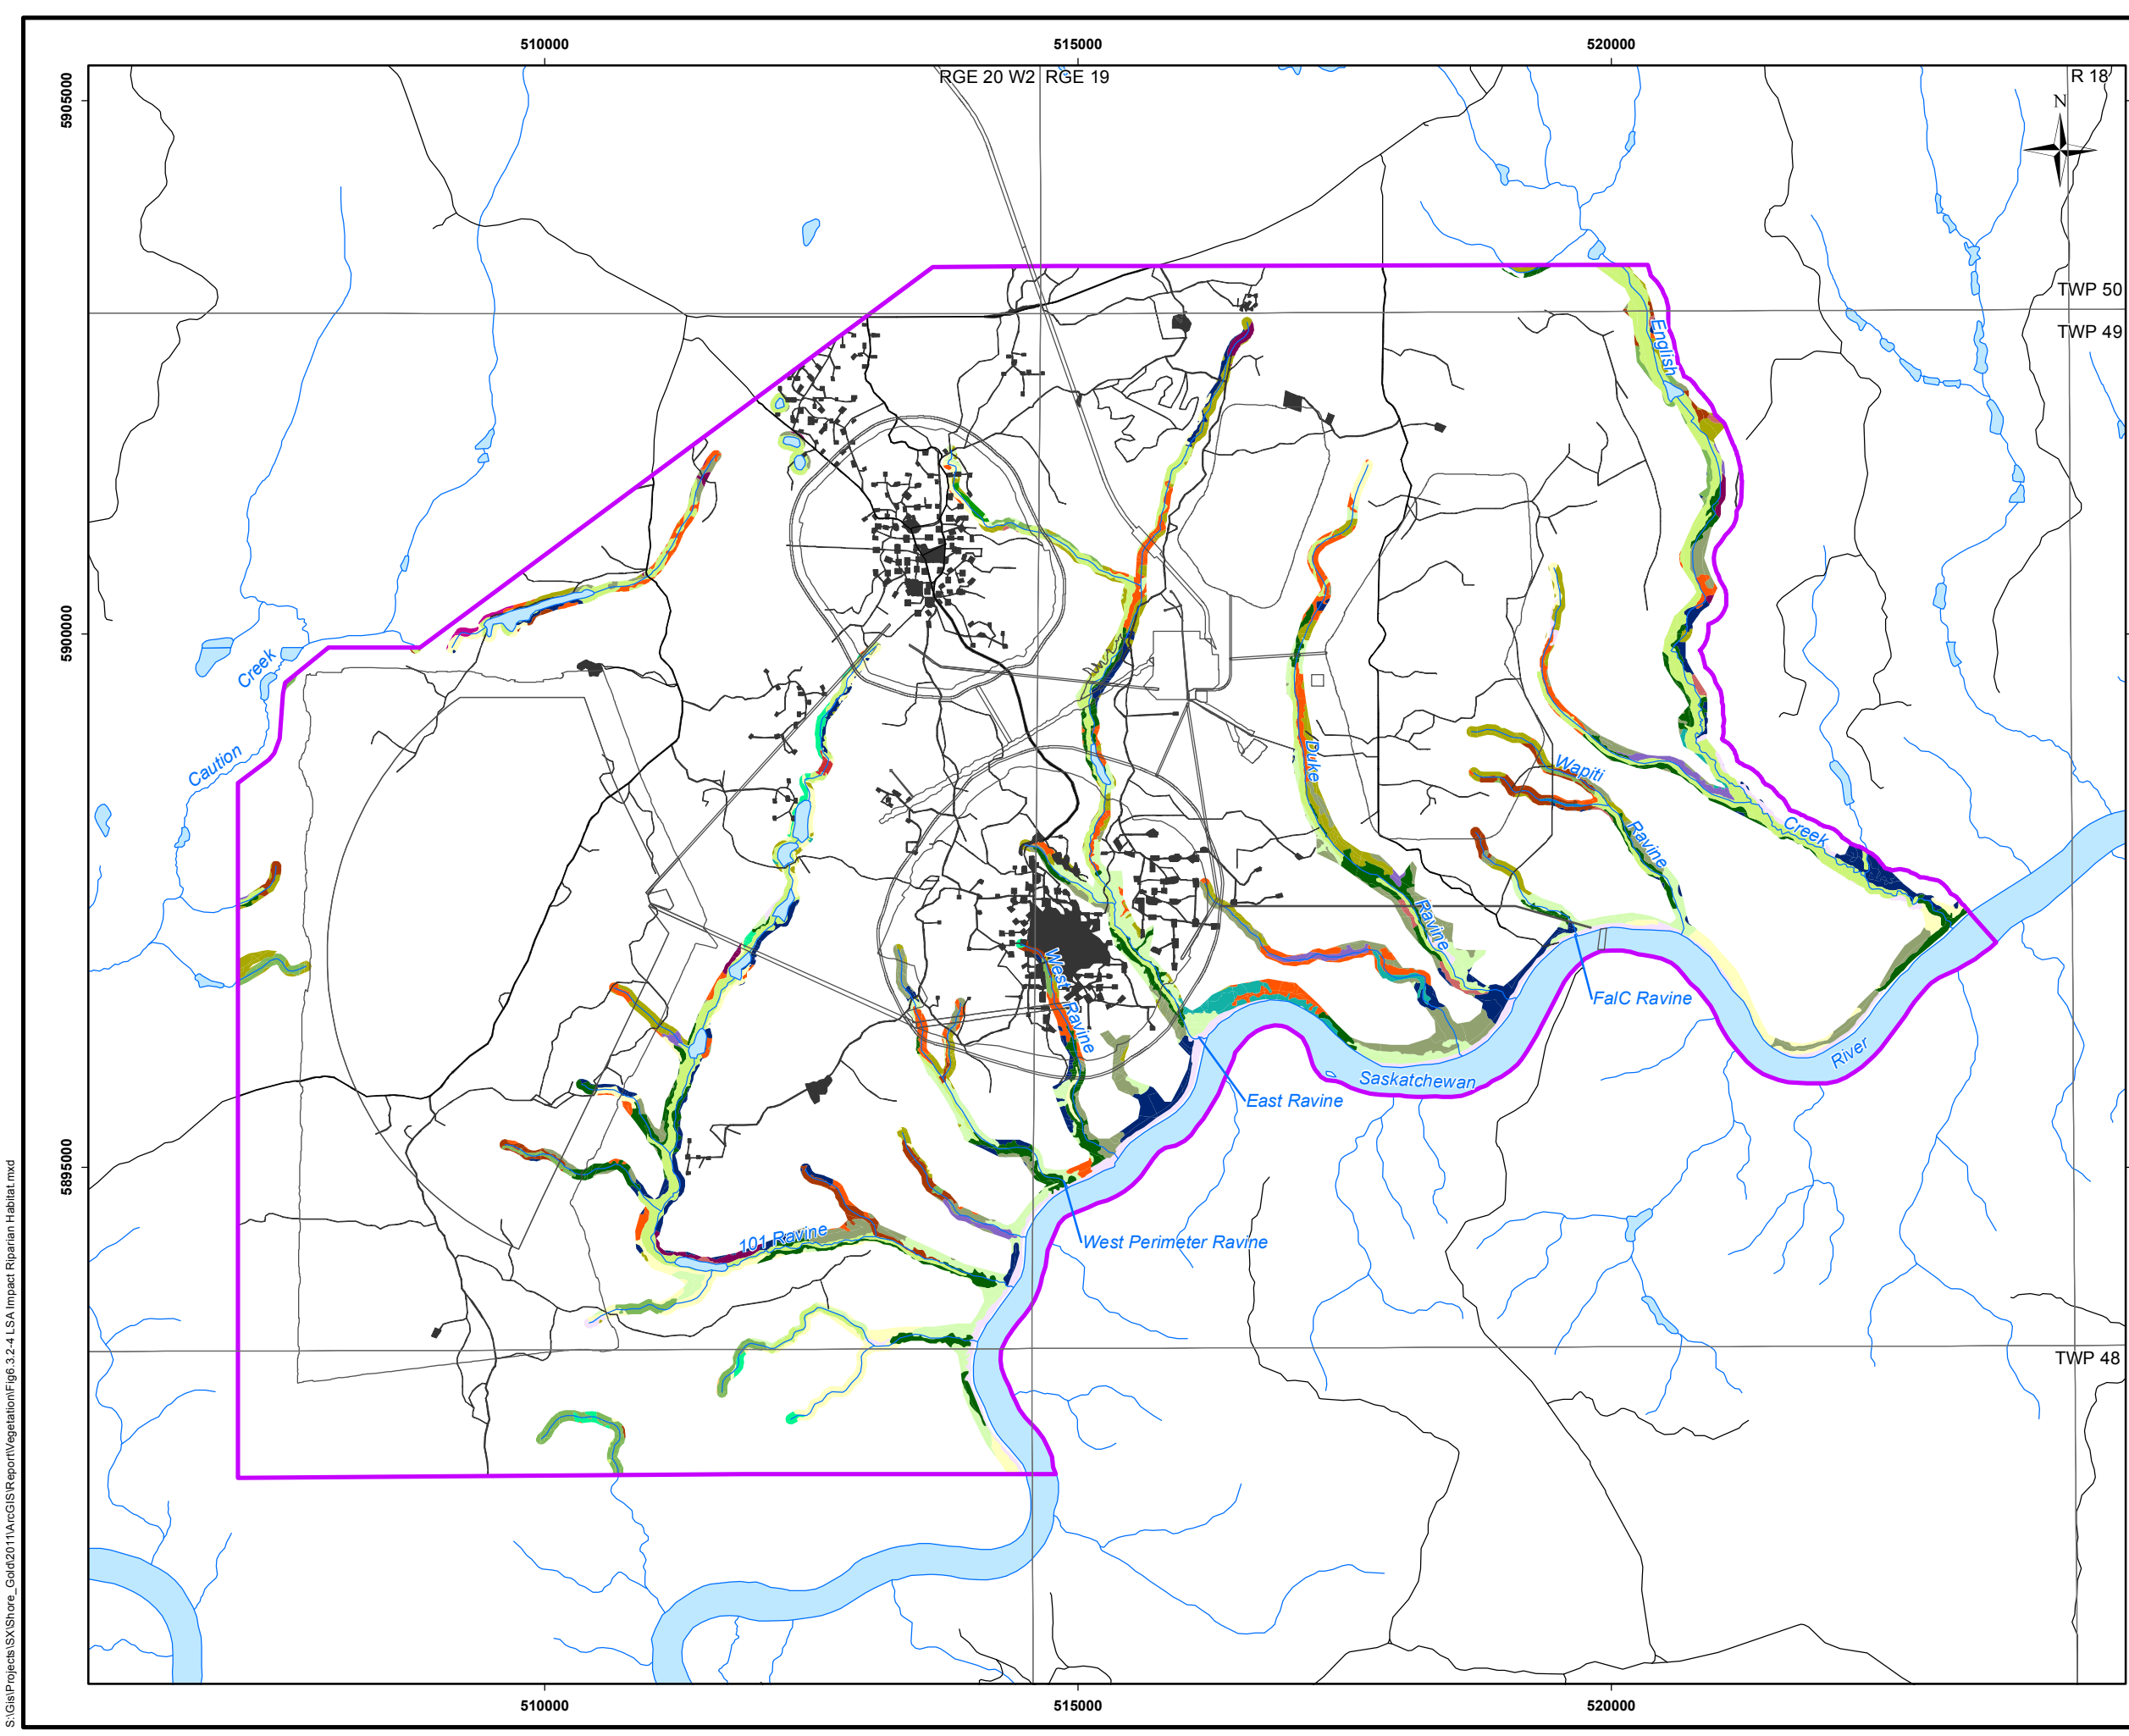 510000
515000
520000
RGE 20 W2
RGE 19
R 18
N
5905000
TWP 50
TWP 49
English
5900000
Creek
Caution
Duke
Wapiti
Ravine
Creek
Ravine
West
Ravine
FalC Ravine
River
Saskatchewan
East Ravine
5895000
101 Ravine
West Perimeter Ravine
TWP 48
510000
515000
520000
S:\Gis\Projects\SX\Shore_Gold\2011\ArcGIS\Report\Vegetation\Fig6.3.2-4 LSA Impact Riparian Habitat.mxd